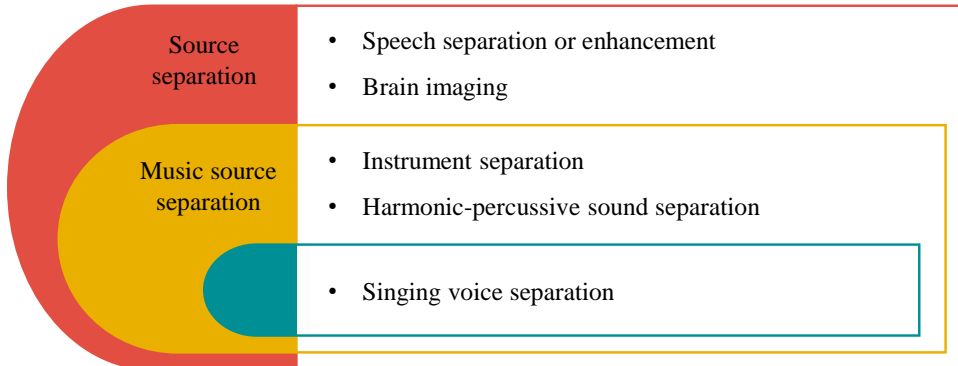 Source
separation
• Speech separation or enhancement
• Brain imaging
Music source
separation
• Instrument separation
• Harmonic-percussive sound separation
• Singing voice separation